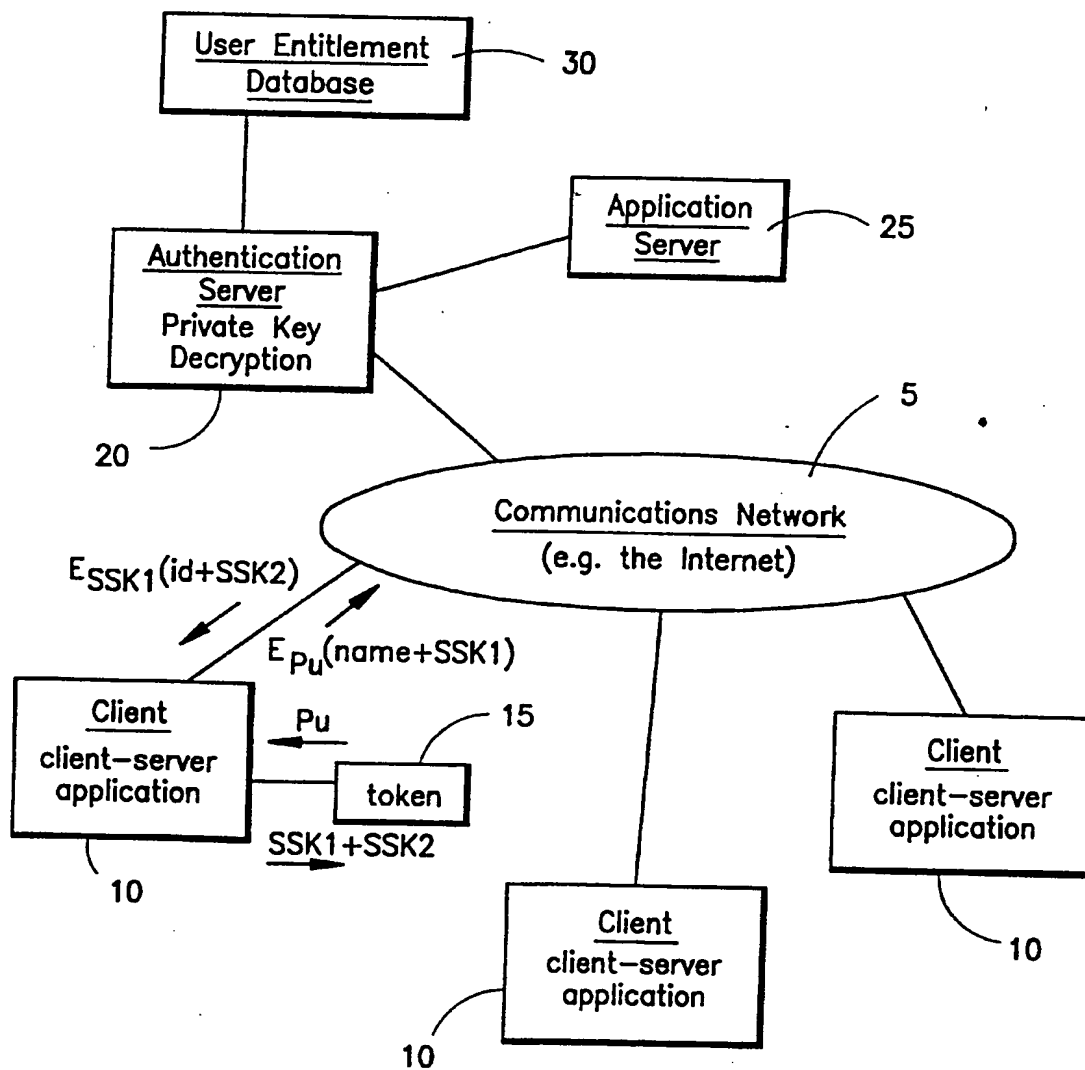 User Entitlement
Database
30
Application
Server
25
Authentication
Server
Private Key
Decryption
20
5
Communications Network
(e.g. the Internet)
E_SSK1(id+SSK2)
E_Pu(name+SSK1)
Client
client-server
application
10
Pu
15
token
SSK1+SSK2
Client
client-server
application
10
Client
client-server
application
10